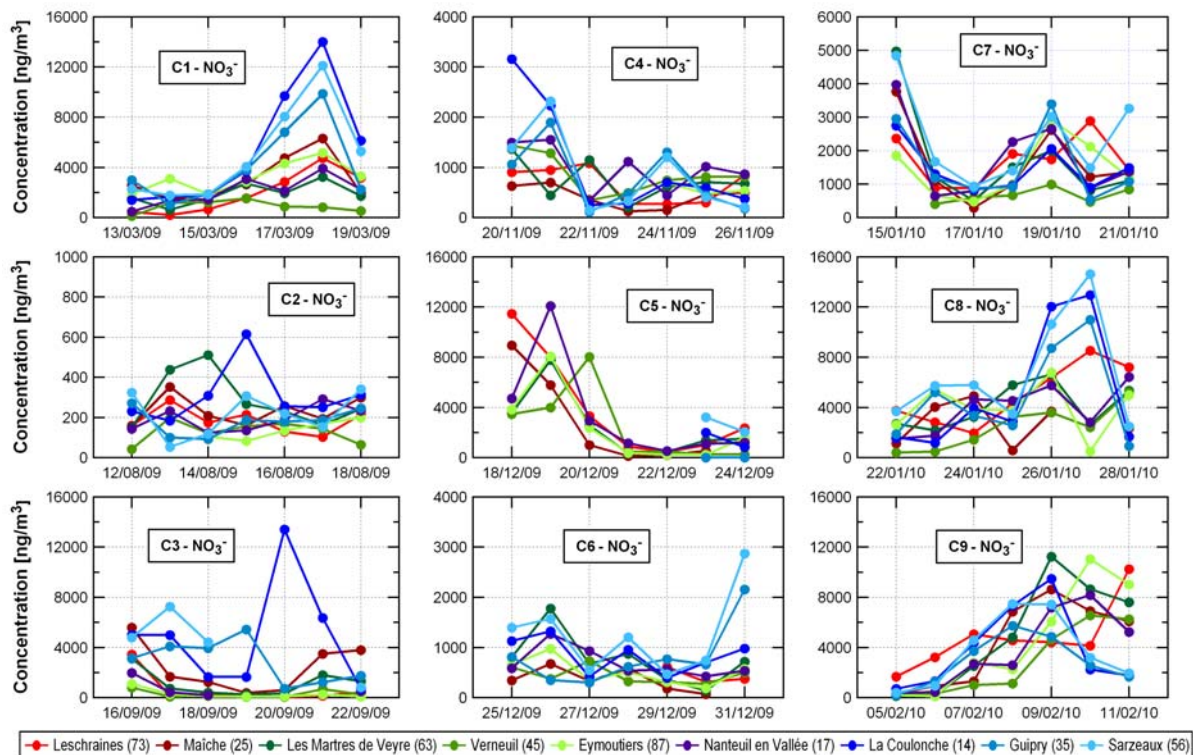 Concentration [ng/m³]
16000
12000
8000
4000
0
C1 - NO₃⁻
13/03/09 15/03/09 17/03/09 19/03/09
4000
3000
2000
1000
0
C4 - NO₃⁻
20/11/09 22/11/09 24/11/09 26/11/09
6000
5000
4000
3000
2000
1000
0
C7 - NO₃⁻
15/01/10 17/01/10 19/01/10 21/01/10
Concentration [ng/m³]
1000
800
600
400
200
0
C2 - NO₃⁻
12/08/09 14/08/09 16/08/09 18/08/09
16000
12000
8000
4000
0
C5 - NO₃⁻
18/12/09 20/12/09 22/12/09 24/12/09
16000
12000
8000
4000
0
C8 - NO₃⁻
22/01/10 24/01/10 26/01/10 28/01/10
Concentration [ng/m³]
16000
12000
8000
4000
0
C3 - NO₃⁻
16/09/09 18/09/09 20/09/09 22/09/09
4000
3000
2000
1000
0
C6 - NO₃⁻
25/12/09 27/12/09 29/12/09 31/12/09
16000
12000
8000
4000
0
C9 - NO₃⁻
05/02/10 07/02/10 09/02/10 11/02/10
Leschraines (73) Maîche (25) Les Martres de Veyre (63) Verneuil (45) Eymoutiers (87) Nanteuil en Vallée (17) La Coulonche (14) Guipry (35) Sarzeaux (56)